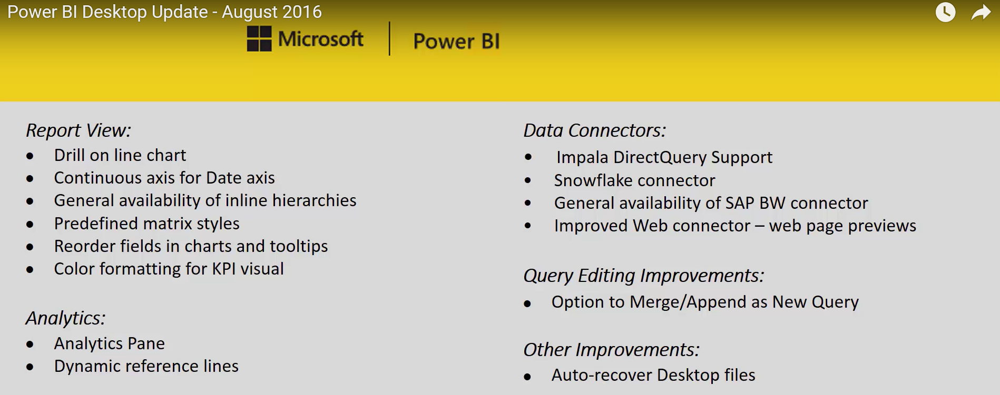 Power BI Desktop Update - August 2016
Microsoft | Power BI
Report View:
• Drill on line chart
• Continuous axis for Date axis
• General availability of inline hierarchies
• Predefined matrix styles
• Reorder fields in charts and tooltips
• Color formatting for KPI visual
Analytics:
• Analytics Pane
• Dynamic reference lines
Data Connectors:
• Impala DirectQuery Support
• Snowflake connector
• General availability of SAP BW connector
• Improved Web connector – web page previews
Query Editing Improvements:
• Option to Merge/Append as New Query
Other Improvements:
• Auto-recover Desktop files